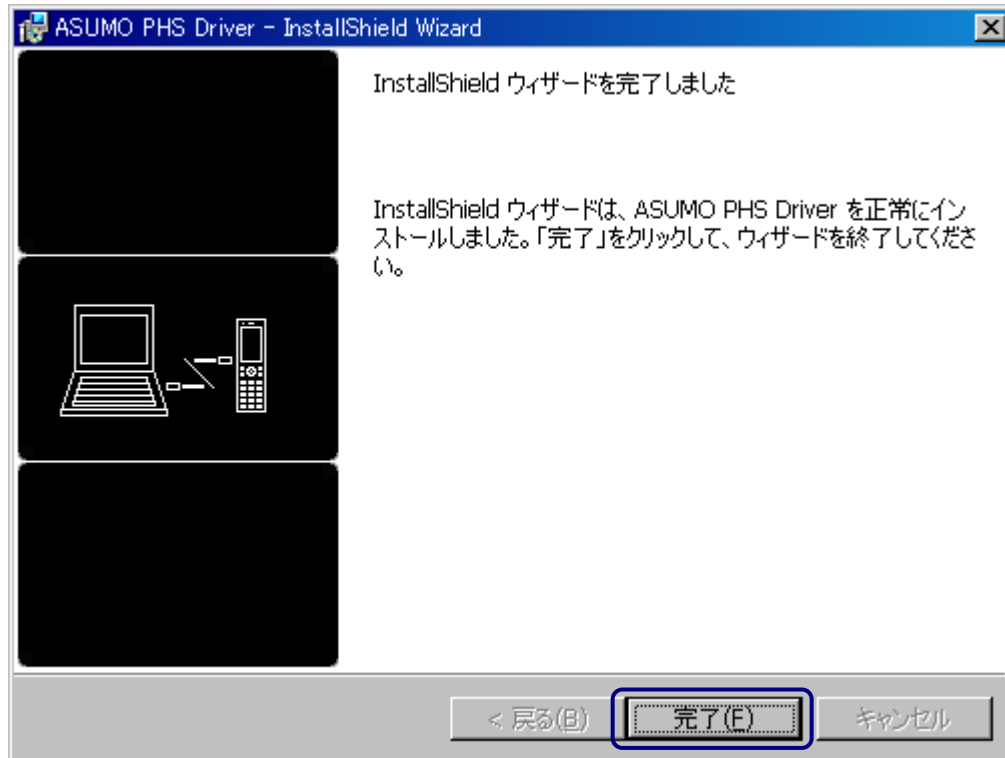 ASUMO PHS Driver - InstallShield Wizard
InstallShield ウィザードを完了しました
InstallShield ウィザードは、ASUMO PHS Driver を正常にイン
ストールしました。「完了」をクリックして、ウィザードを終了してくださ
い。
< 戻る(B)
完了(F)
キャンセル